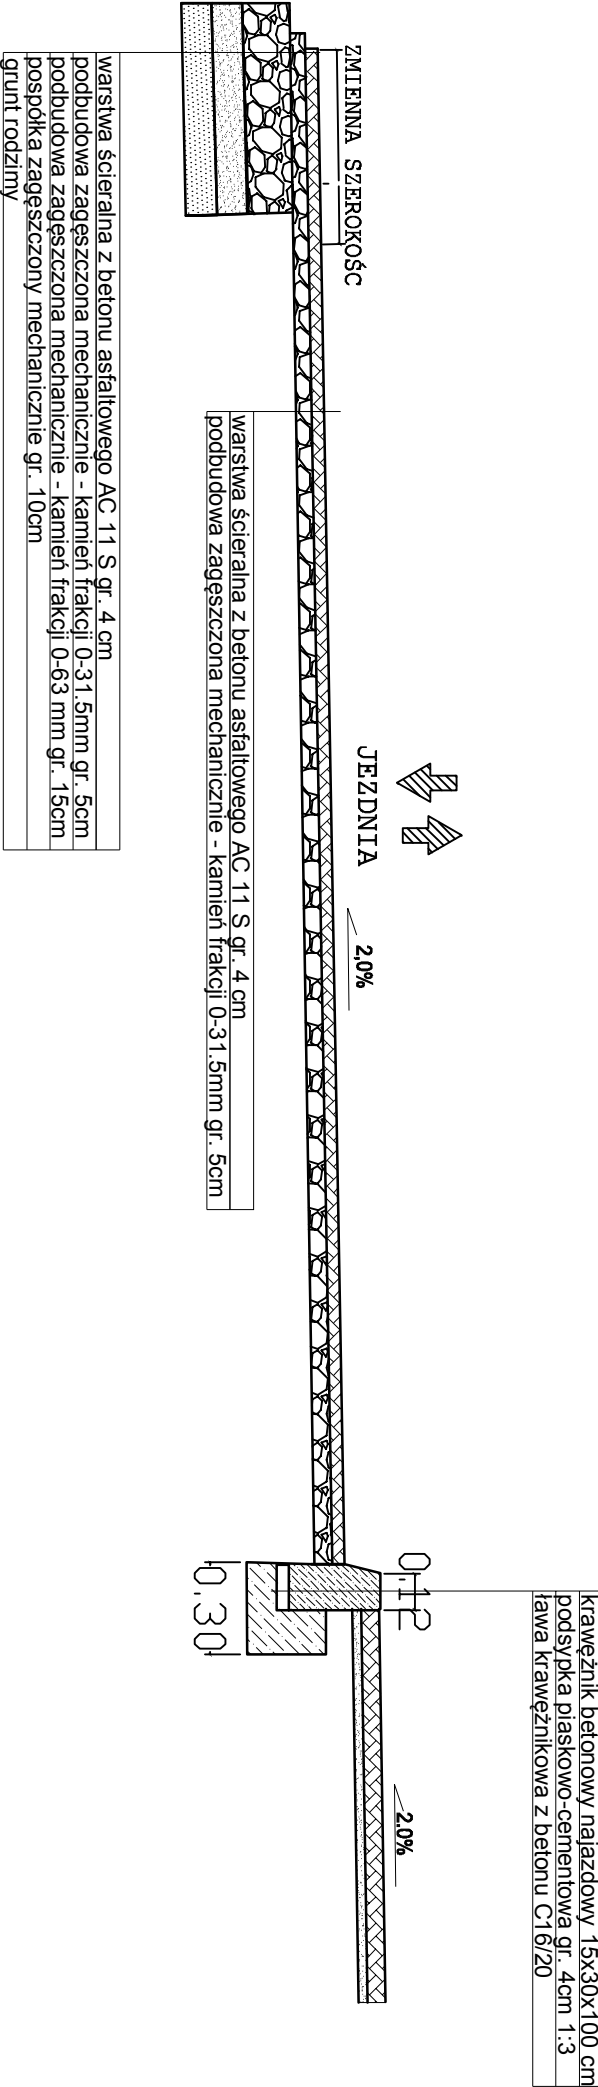 krawężnik betonowy najazdowy 15x30x100 cm
podsypka piaskowo-cementowa gr. 4cm 1:3
ława krawężnikowa z betonu C16/20
ZMIENNA SZEROKOŚĆ
JEZDNIA
2,0%
2.0%
0.12
0.30
warstwa ścieralna z betonu asfaltowego AC 11 S gr. 4 cm
podbudowa zagęszczona mechanicznie - kamień frakcji 0-31.5mm gr. 5cm
warstwa ścieralna z betonu asfaltowego AC 11 S gr. 4 cm
podbudowa zagęszczona mechanicznie - kamień frakcji 0-31.5mm gr. 5cm
podbudowa zagęszczona mechanicznie - kamień frakcji 0-63 mm gr. 15cm
pospółka zagęszczony mechanicznie gr. 10cm
grunt rodzimy